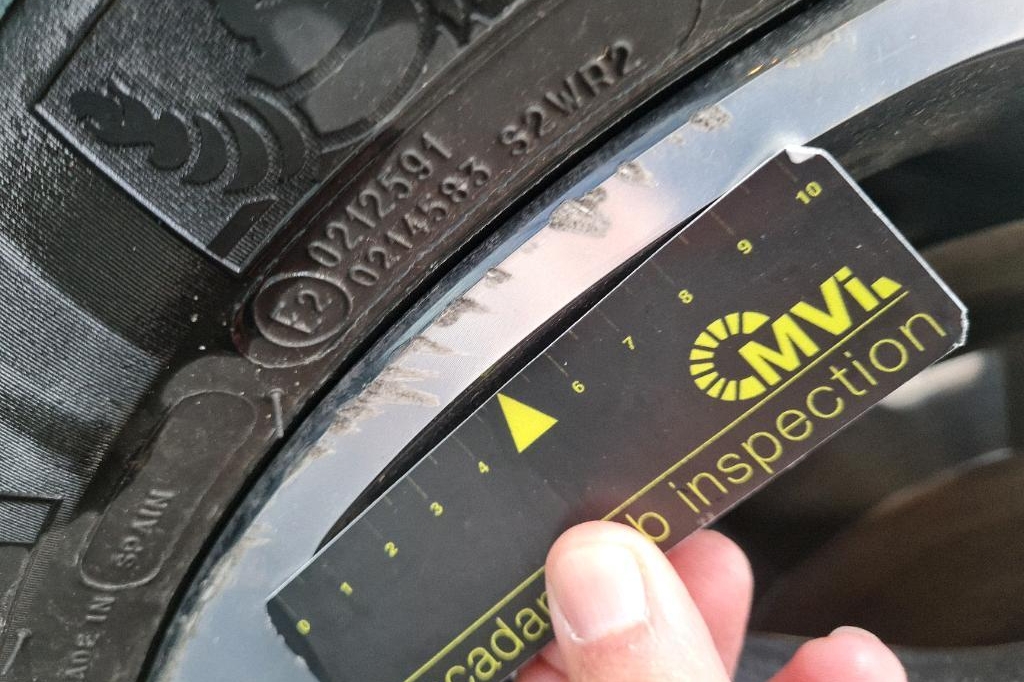 E2
0212591
0214583 S2WR2
MADE IN
SPAIN
0 1 2 3 4 6 7 8 9 10
CMVi.
inspection